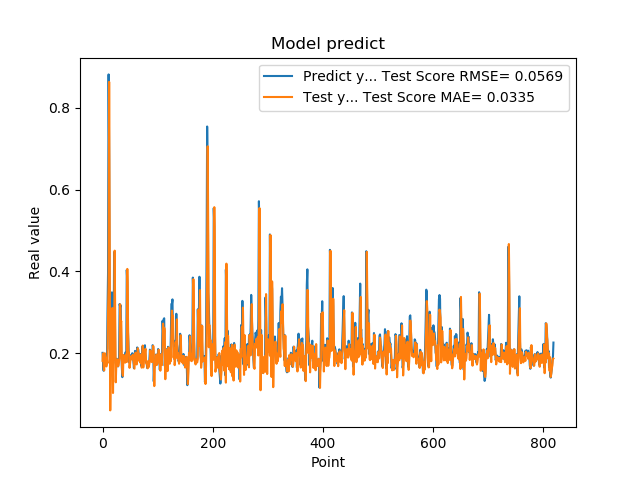 Model predict
Predict y... Test Score RMSE= 0.0569
Test y... Test Score MAE= 0.0335
Real value
0.8
0.6
0.4
0.2
0
200
400
600
800
Point